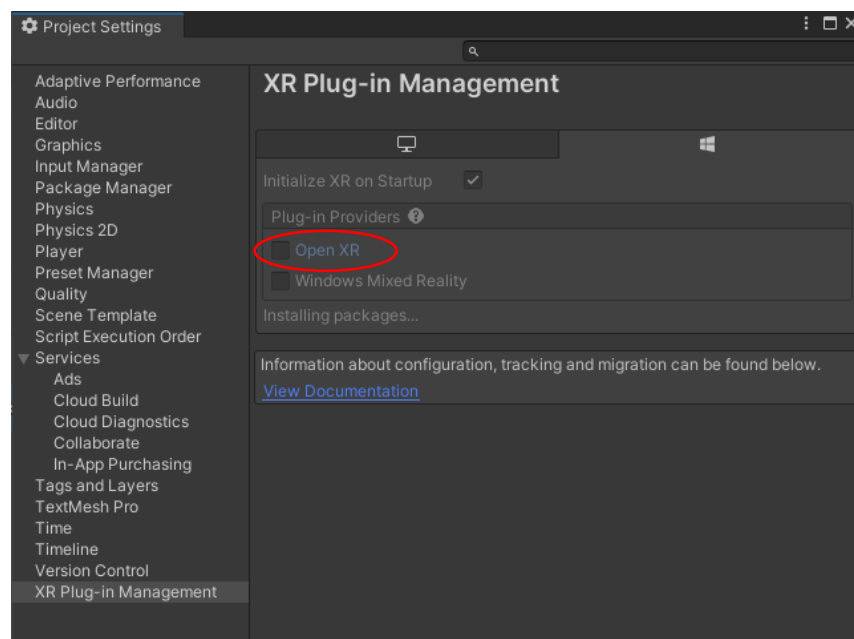 Project Settings
Adaptive Performance
Audio
Editor
Graphics
Input Manager
Package Manager
Physics
Physics 2D
Player
Preset Manager
Quality
Scene Template
Script Execution Order
Services
Ads
Cloud Build
Cloud Diagnostics
Collaborate
In-App Purchasing
Tags and Layers
TextMesh Pro
Time
Timeline
Version Control
XR Plug-in Management
XR Plug-in Management
Initialize XR on Startup
Plug-in Providers
Open XR
Windows Mixed Reality
Installing packages...
Information about configuration, tracking and migration can be found below.
View Documentation